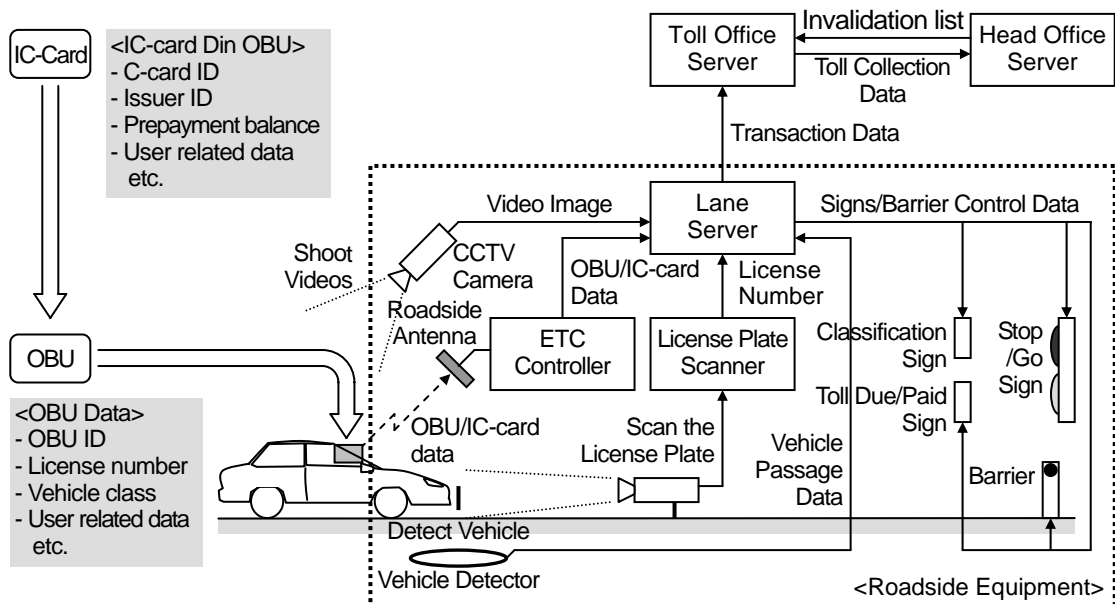 IC-Card
<IC-card Din OBU>
- C-card ID
- Issuer ID
- Prepayment balance
- User related data
etc.
Toll Office
Server
Invalidation list
Toll Collection
Data
Head Office
Server
Transaction Data
Video Image
Lane
Server
Signs/Barrier Control Data
Shoot
Videos
CCTV
Camera
OBU/IC-card
Data
License
Number
Roadside
Antenna
ETC
Controller
License Plate
Scanner
Classification
Sign
Stop
/Go
Sign
OBU
Toll Due/Paid
Sign
<OBU Data>
- OBU ID
- License number
- Vehicle class
- User related data
etc.
OBU/IC-card
data
Scan the
License Plate
Vehicle
Passage
Data
Barrier
Detect Vehicle
Vehicle Detector
<Roadside Equipment>